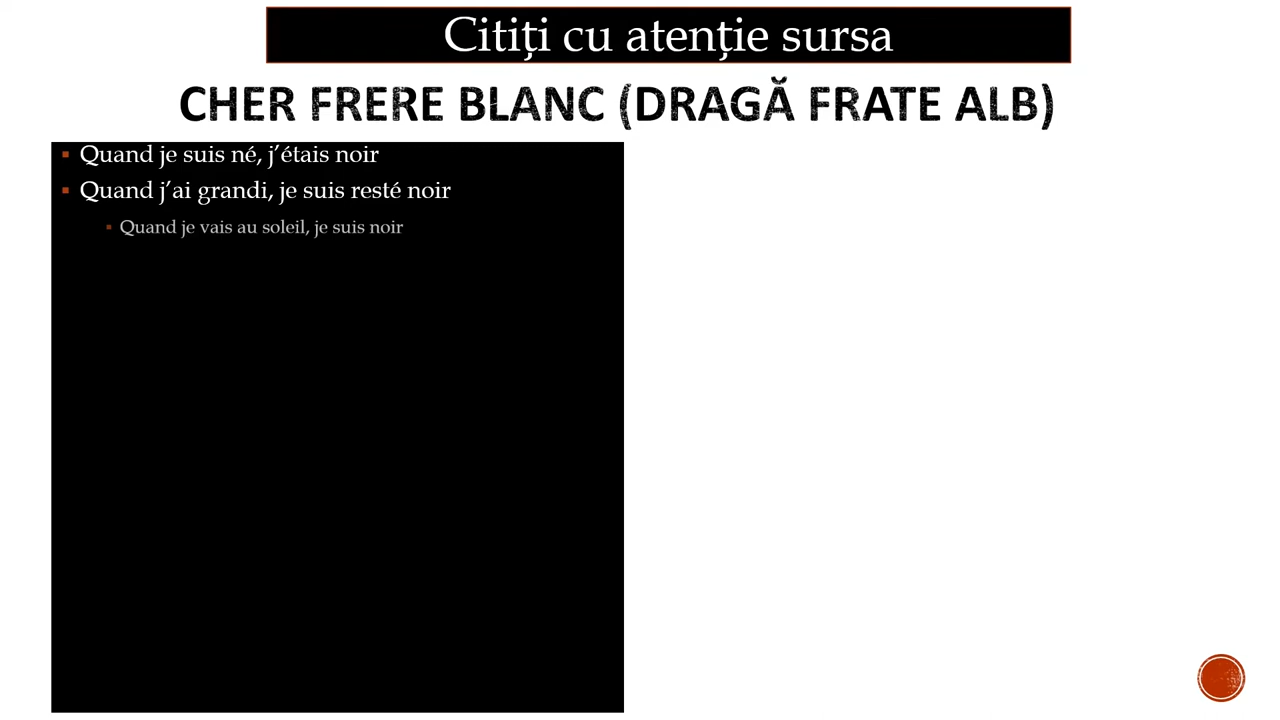 Citiți cu atenție sursa
CHER FRERE BLANC (DRAGĂ FRATE ALB)
Quand je suis né, j’étais noir
Quand j’ai grandi, je suis resté noir
Quand je vais au soleil, je suis noir